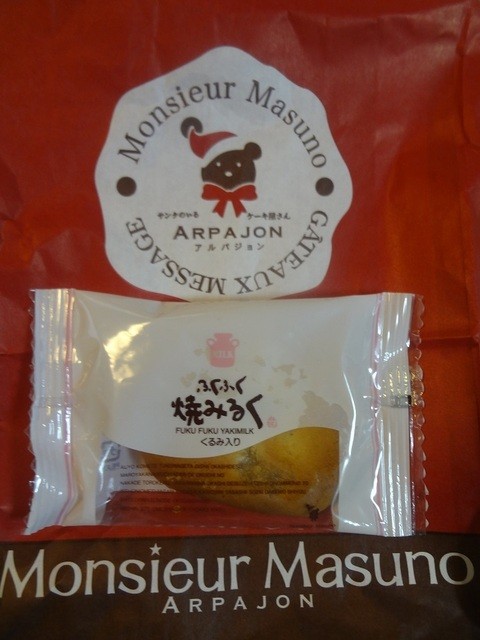 Monsieur Masuno
サンタのいる ケーキ屋さん
ARPAJON
アルパジョン
GÂTEAUX MESSAGE
MILK
ふくふく
焼みるく
FUKU FUKU YAKIMILK
くるみ入り
Monsieur Masuno
ARPAJON